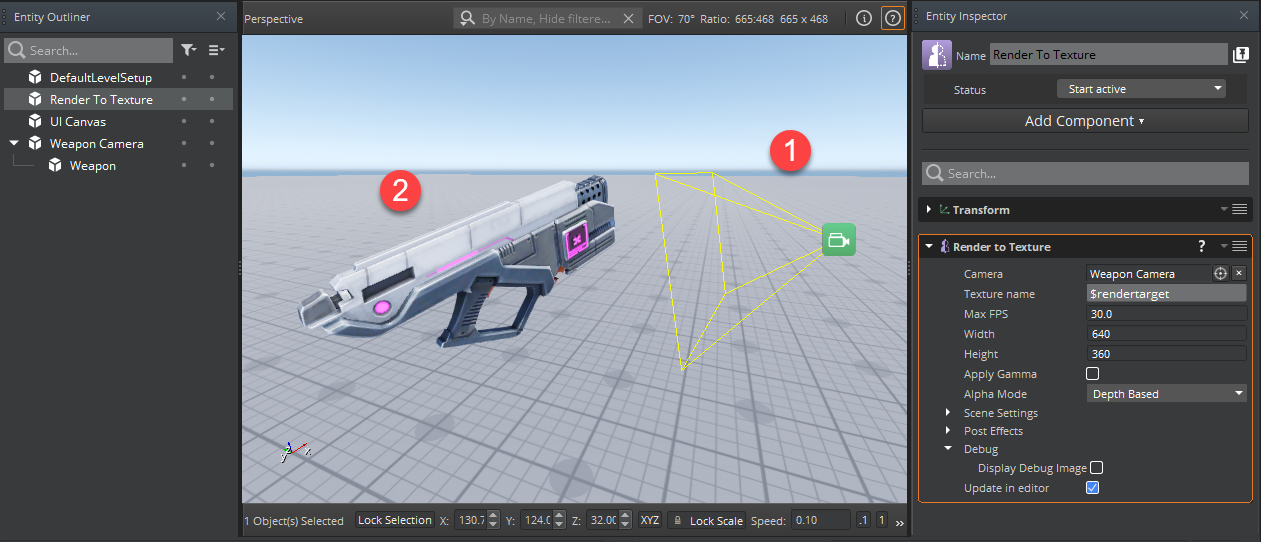 Entity Outliner
Search...
DefaultLevelSetup
Render To Texture
UI Canvas
Weapon Camera
Weapon
Perspective
By Name, Hide filtere...
FOV: 70° Ratio: 665:468 665 x 468
1
2
z
y
x
1 Object(s) Selected
Lock Selection
X: 130.7
Y: 124.0
Z: 32.00
XYZ
Lock Scale
Speed: 0.10
.1
1
»
Entity Inspector
Name Render To Texture
Status Start active
Add Component
Search...
Transform
Render to Texture ?
Camera Weapon Camera
Texture name $rendertarget
Max FPS 30.0
Width 640
Height 360
Apply Gamma
Alpha Mode Depth Based
Scene Settings
Post Effects
Debug
Display Debug Image
Update in editor